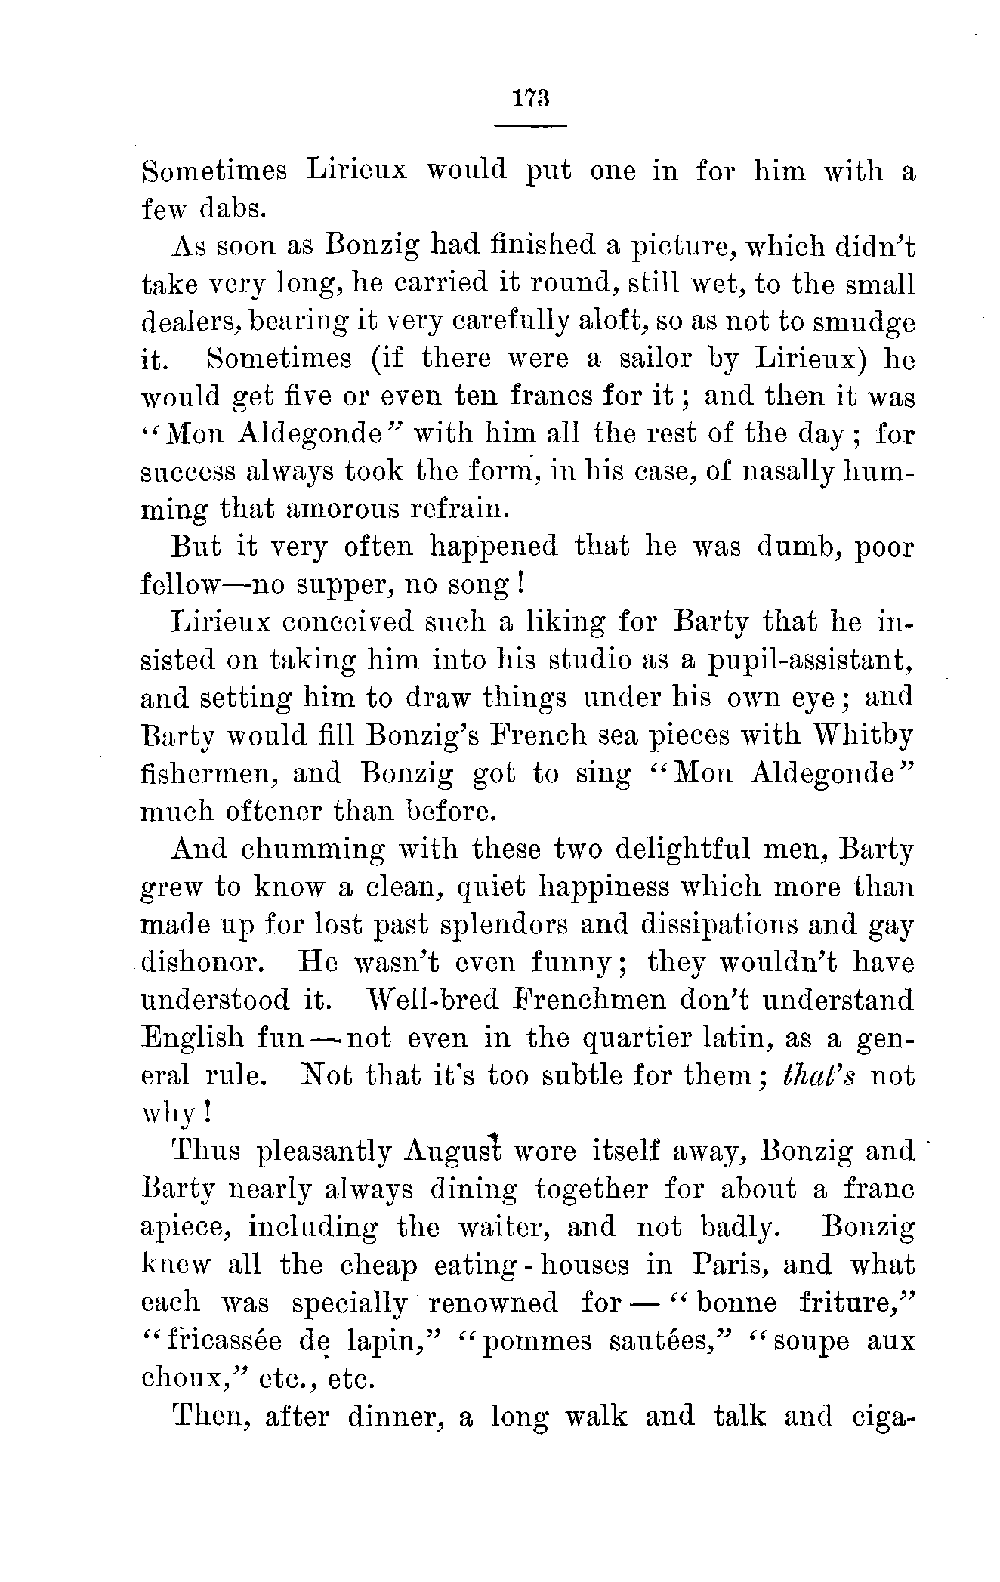 173
Sometimes Lirieux would put one in for him with a
few dabs.
As soon as Bonzig had finished a picture, which didn't
take very long, he carried it round, still wet, to the small
dealers, bearing it very carefully aloft, so as not to smudge
it. Sometimes (if there were a sailor by Lirieux) he
would get five or even ten francs for it; and then it was
“Mon Aldegonde” with him all the rest of the day; for
success always took the form, in his case, of nasally hum-
ming that amorous refrain.
But it very often happened that he was dumb, poor
fellow—no supper, no song!
Lirieux conceived such a liking for Barty that he in-
sisted on taking him into his studio as a pupil-assistant,
and setting him to draw things under his own eye; and
Barty would fill Bonzig's French sea pieces with Whitby
fishermen, and Bonzig got to sing “Mon Aldegonde”
much oftener than before.
And chumming with these two delightful men, Barty
grew to know a clean, quiet happiness which more than
made up for lost past splendors and dissipations and gay
dishonor. He wasn't even funny; they wouldn't have
understood it. Well-bred Frenchmen don't understand
English fun—not even in the quartier latin, as a gen-
eral rule. Not that it's too subtle for them; that's not
why!
Thus pleasantly August wore itself away, Bonzig and
Barty nearly always dining together for about a franc
apiece, including the waiter, and not badly. Bonzig
knew all the cheap eating-houses in Paris, and what
each was specially renowned for—“bonne friture,”
“fricassée de lapin,” “pommes sautées,” “soupe aux
choux,” etc., etc.
Then, after dinner, a long walk and talk and ciga-